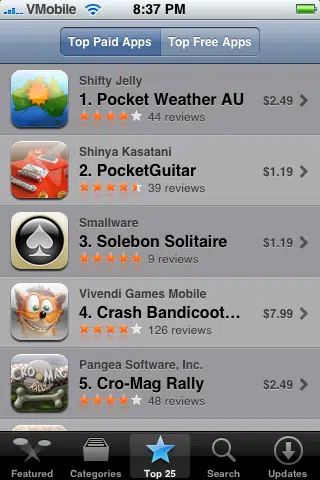 VMobile 8:37 PM
Top Paid Apps Top Free Apps
Shifty Jelly
1. Pocket Weather AU $2.49
44 reviews
Shinya Kasatani
2. PocketGuitar $1.19
39 reviews
Smallware
3. Solebon Solitaire $1.19
9 reviews
Vivendi Games Mobile
4. Crash Bandicoot... $7.99
126 reviews
Pangea Software, Inc.
CRO-MAG
RALLY
5. Cro-Mag Rally $2.49
48 reviews
Featured Categories Top 25 Search Updates